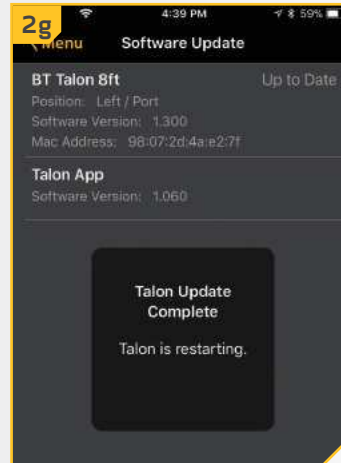 2g
4:39 PM
59%
Menu
Software Update
BT Talon 8ft
Up to Date
Position: Left / Port
Software Version: 1.300
Mac Address: 98:07:2d:4a:e2:7f
Talon App
Software Version: 1.060
Talon Update
Complete
Talon is restarting.